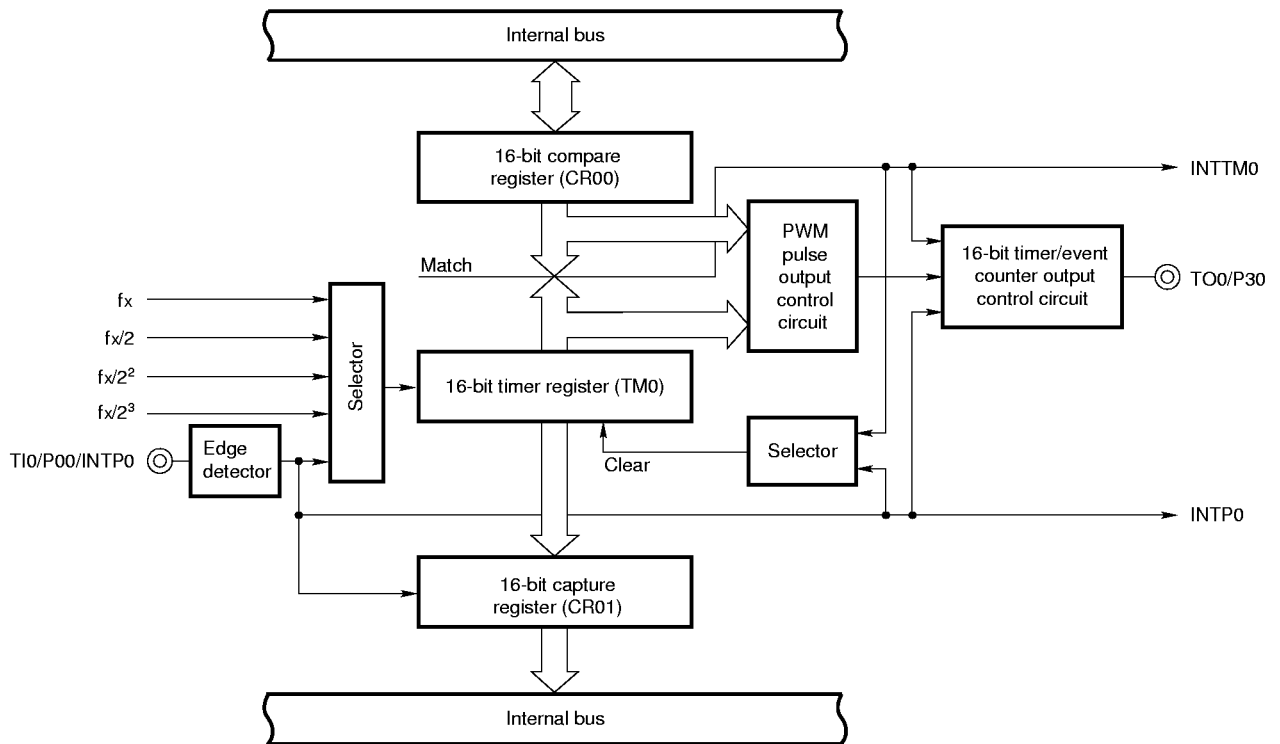 Internal bus
16-bit compare
register (CR00)
INTTM0
PWM
pulse
output
control
circuit
16-bit timer/event
counter output
control circuit
TO0/P30
Match
fx
fx/2
fx/2²
fx/2³
Selector
16-bit timer register (TM0)
TI0/P00/INTP0
Edge
detector
Clear
Selector
INTP0
16-bit capture
register (CR01)
Internal bus